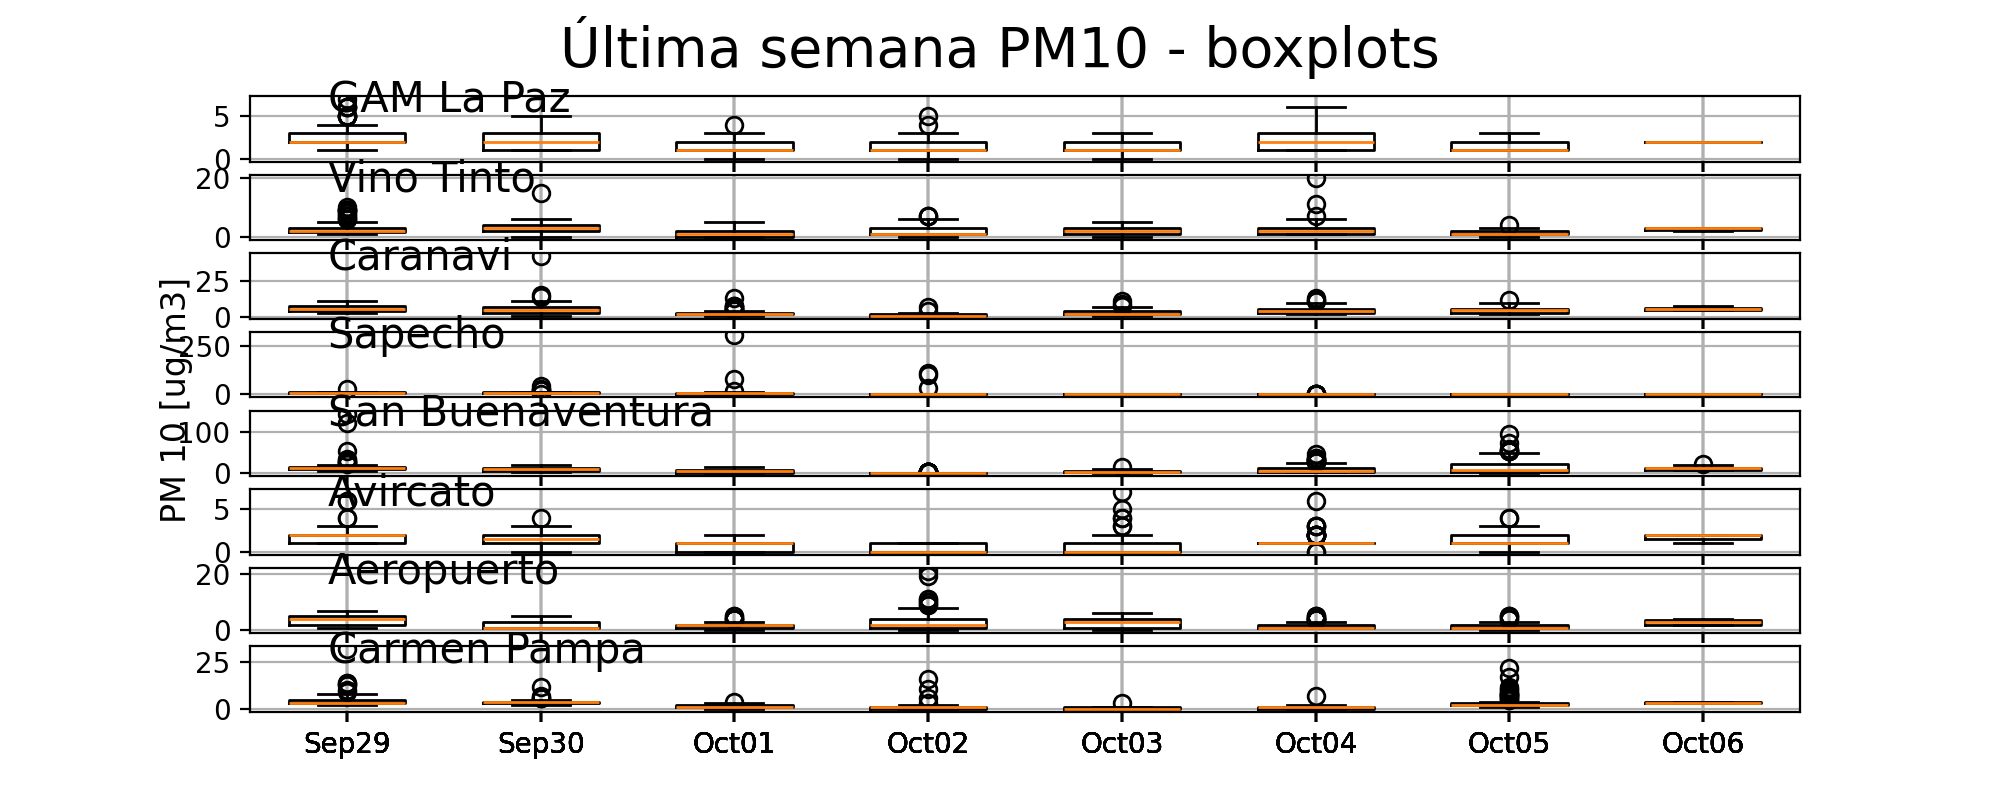 Última semana PM10 - boxplots
GAM La Paz
5
0
Vino Tinto
20
0
Caranavi
25
0
Sapecho
250
0
San Buenaventura
100
0
Avircato
5
0
Aeropuerto
20
0
Carmen Pampa
25
0
PM 10 [ug/m3]
Sep29 Sep30 Oct01 Oct02 Oct03 Oct04 Oct05 Oct06